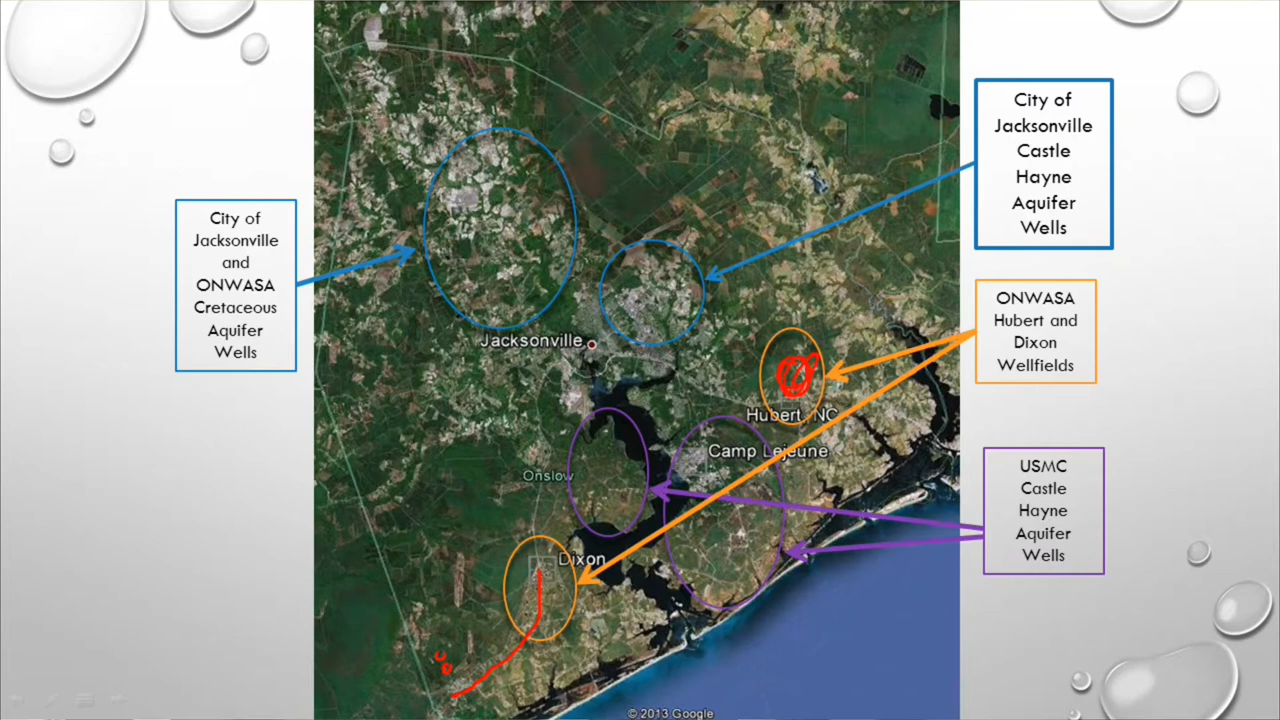 City of
Jacksonville
Castle
Hayne
Aquifer
Wells
City of
Jacksonville
and
ONWASA
Cretaceous
Aquifer
Wells
ONWASA
Hubert and
Dixon
Wellfields
Jacksonville
Hubert, NC
Camp Lejeune
USMC
Castle
Hayne
Aquifer
Wells
Onslow
Dixon
© 2013 Google